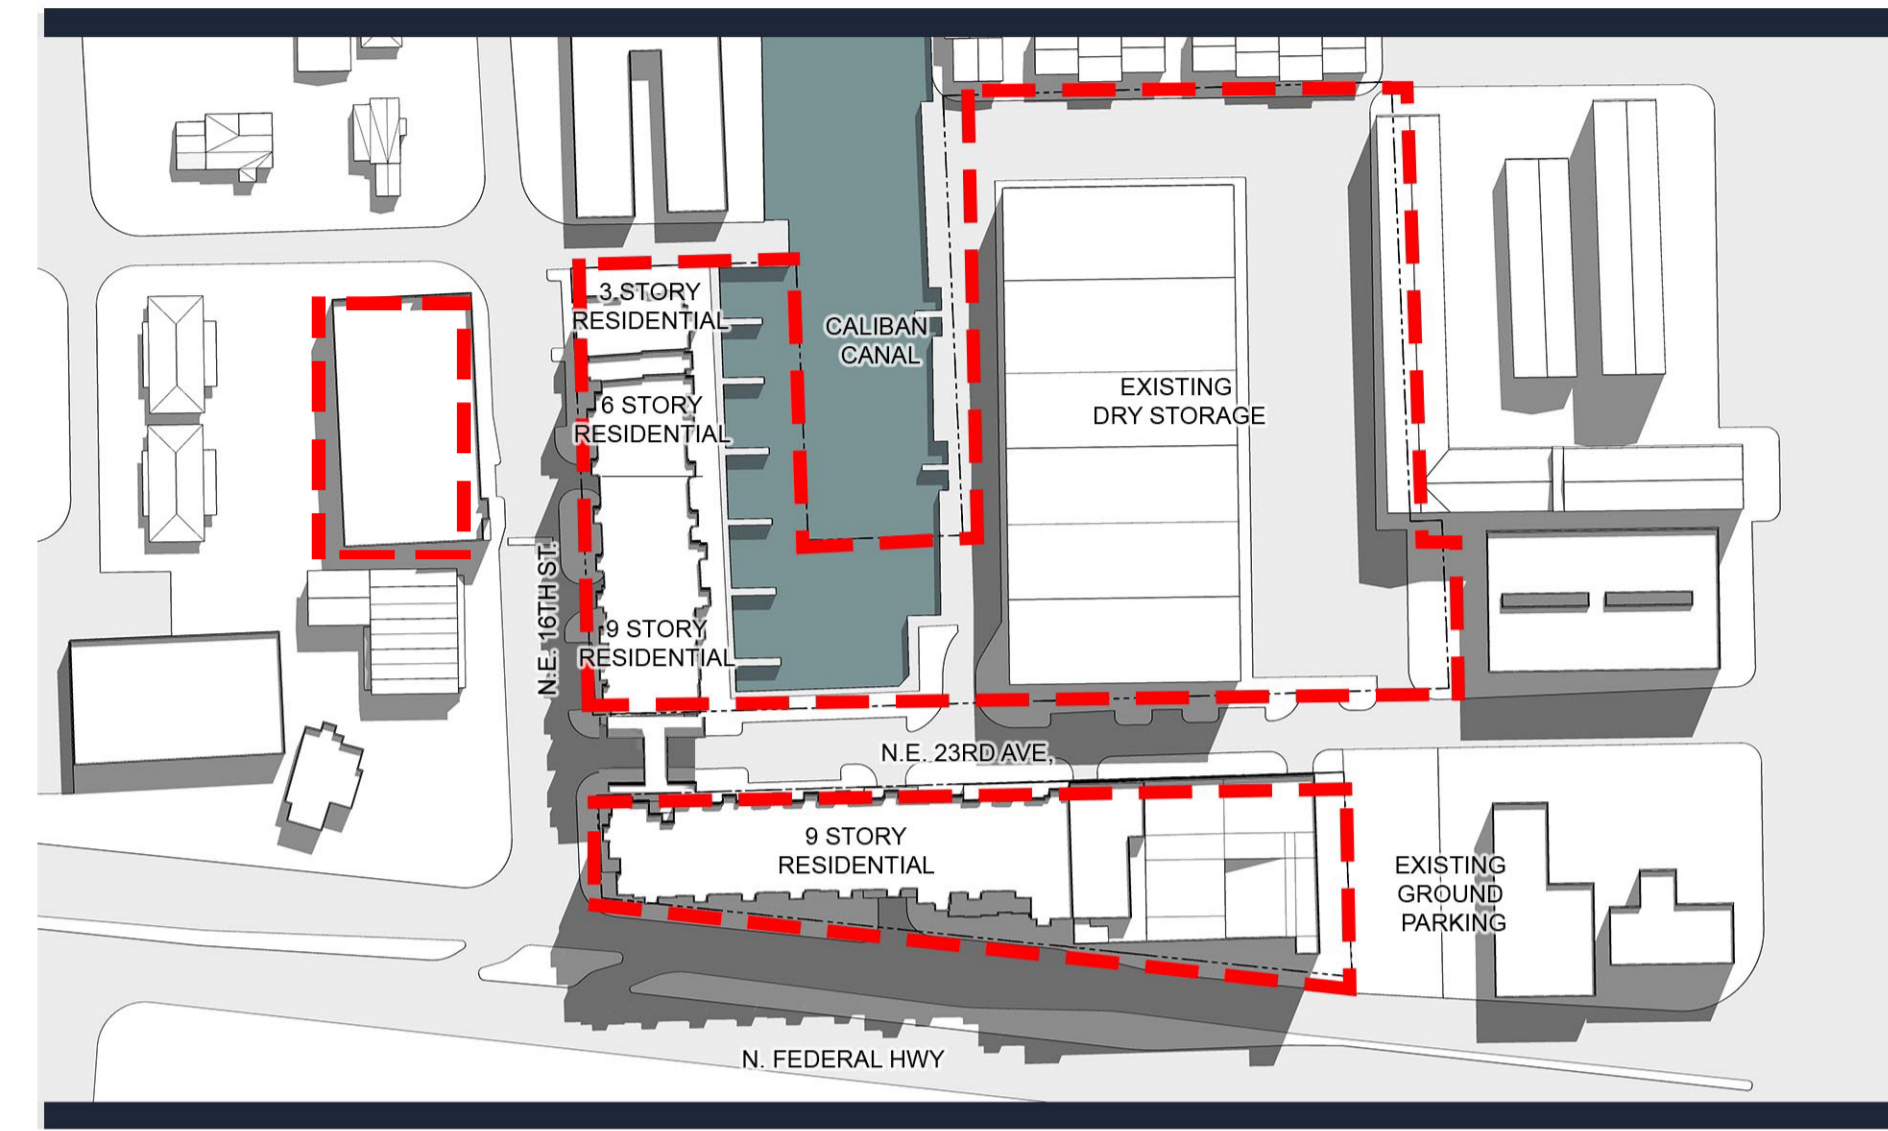 3 STORY
RESIDENTIAL
CALIBAN
CANAL
6 STORY
RESIDENTIAL
EXISTING
DRY STORAGE
N.E. 16TH ST.
9 STORY
RESIDENTIAL
N.E. 23RD AVE,
9 STORY
RESIDENTIAL
EXISTING
GROUND
PARKING
N. FEDERAL HWY